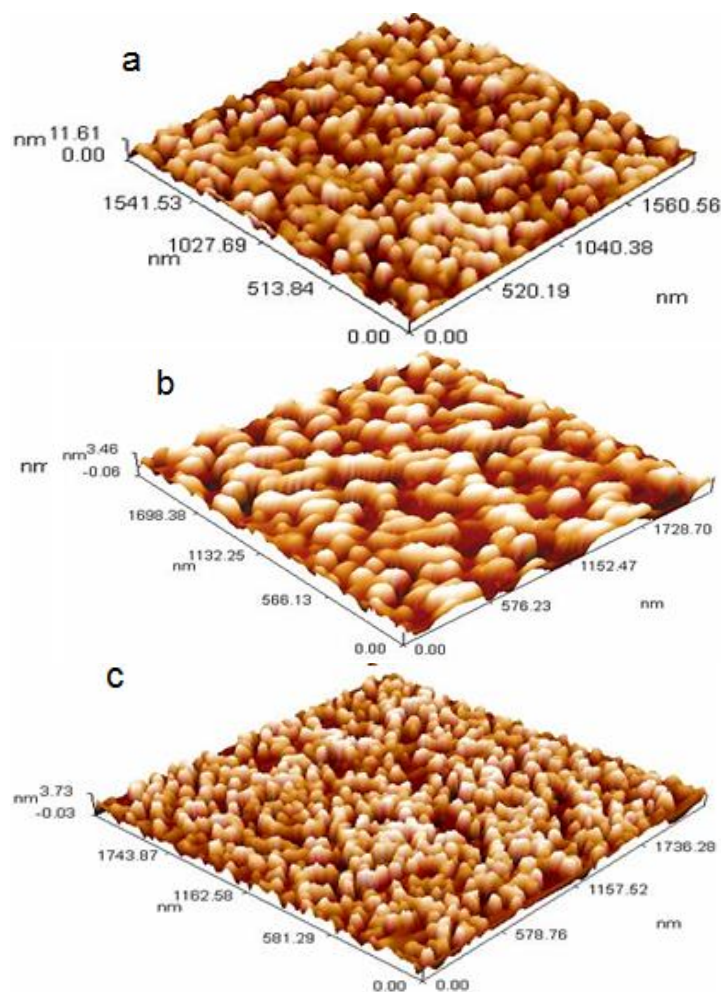 a
nm 11.61
0.00
1541.53
1027.69
nm
513.84
0.00
0.00
520.19
1040.38
1560.56
nm
b
nm
nm 3.46
-0.06
1698.38
1132.25
nm
566.13
0.00
0.00
576.23
1152.47
1728.70
nm
c
nm 3.73
-0.03
1743.87
1162.58
nm
581.29
0.00
0.00
578.76
1157.52
1736.28
nm